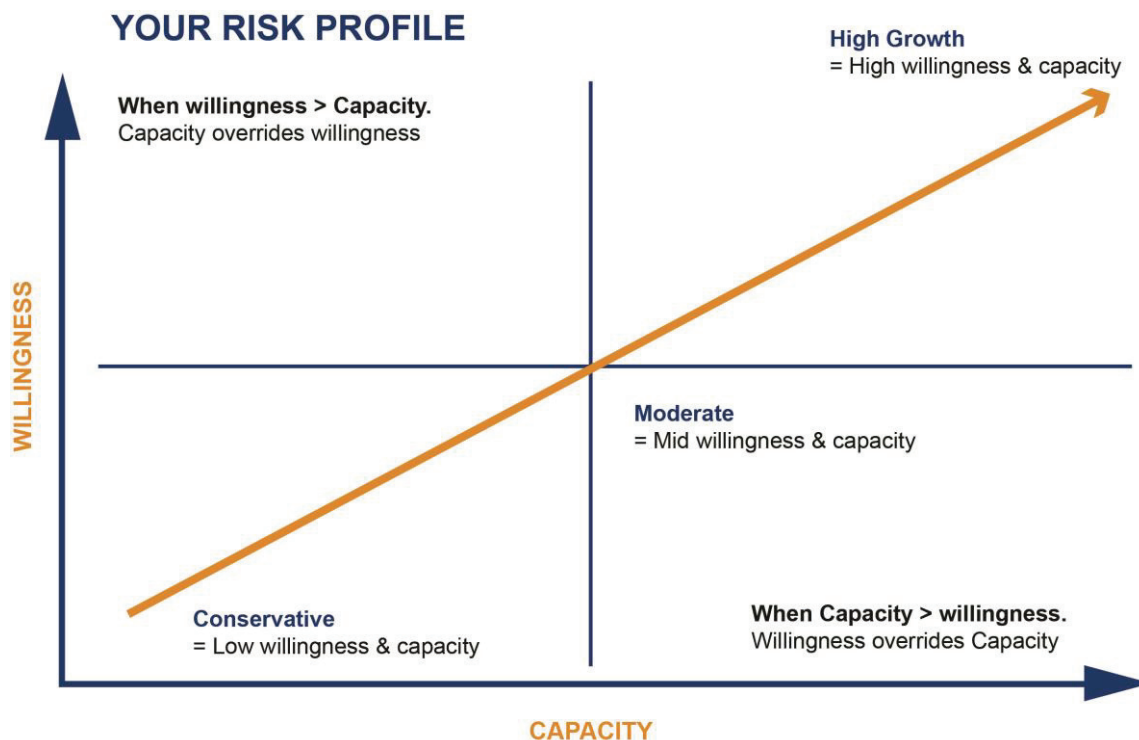 YOUR RISK PROFILE
High Growth
= High willingness & capacity
When willingness > Capacity.
Capacity overrides willingness
WILLINGNESS
Moderate
= Mid willingness & capacity
Conservative
= Low willingness & capacity
When Capacity > willingness.
Willingness overrides Capacity
CAPACITY